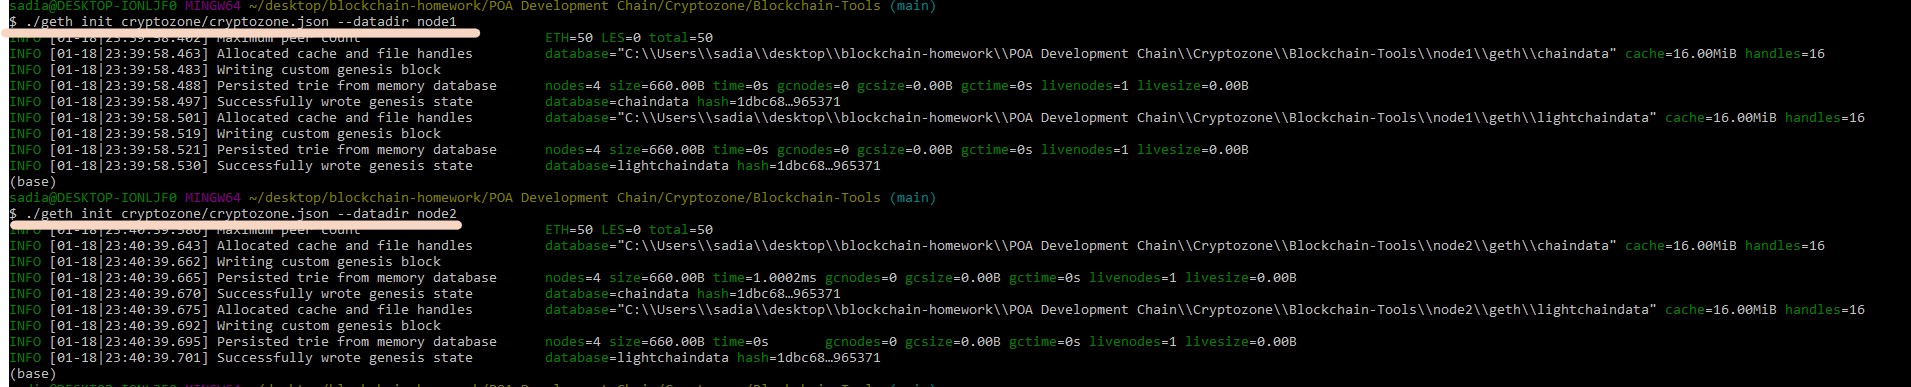 sadia@DESKTOP-IONLJF0 MINGW64 ~/desktop/blockchain-homework/POA Development Chain/Cryptozone/Blockchain-Tools (main)
$ ./geth init cryptozone/cryptozone.json --datadir node1
INFO [01-18|23:39:58.402] Maximum peer count ETH=50 LES=0 total=50
INFO [01-18|23:39:58.463] Allocated cache and file handles database="C:\\Users\\sadia\\desktop\\blockchain-homework\\POA Development Chain\\Cryptozone\\Blockchain-Tools\\node1\\geth\\chaindata" cache=16.00MiB handles=16
INFO [01-18|23:39:58.483] Writing custom genesis block
INFO [01-18|23:39:58.488] Persisted trie from memory database nodes=4 size=660.00B time=0s gcnodes=0 gcsize=0.00B gctime=0s livenodes=1 livesize=0.00B
INFO [01-18|23:39:58.497] Successfully wrote genesis state database=chaindata hash=1dbc68…965371
INFO [01-18|23:39:58.501] Allocated cache and file handles database="C:\\Users\\sadia\\desktop\\blockchain-homework\\POA Development Chain\\Cryptozone\\Blockchain-Tools\\node1\\geth\\lightchaindata" cache=16.00MiB handles=16
INFO [01-18|23:39:58.519] Writing custom genesis block
INFO [01-18|23:39:58.521] Persisted trie from memory database nodes=4 size=660.00B time=0s gcnodes=0 gcsize=0.00B gctime=0s livenodes=1 livesize=0.00B
INFO [01-18|23:39:58.530] Successfully wrote genesis state database=lightchaindata hash=1dbc68…965371
(base)
sadia@DESKTOP-IONLJF0 MINGW64 ~/desktop/blockchain-homework/POA Development Chain/Cryptozone/Blockchain-Tools (main)
$ ./geth init cryptozone/cryptozone.json --datadir node2
INFO [01-18|23:40:39.580] Maximum peer count ETH=50 LES=0 total=50
INFO [01-18|23:40:39.643] Allocated cache and file handles database="C:\\Users\\sadia\\desktop\\blockchain-homework\\POA Development Chain\\Cryptozone\\Blockchain-Tools\\node2\\geth\\chaindata" cache=16.00MiB handles=16
INFO [01-18|23:40:39.662] Writing custom genesis block
INFO [01-18|23:40:39.665] Persisted trie from memory database nodes=4 size=660.00B time=1.0002ms gcnodes=0 gcsize=0.00B gctime=0s livenodes=1 livesize=0.00B
INFO [01-18|23:40:39.670] Successfully wrote genesis state database=chaindata hash=1dbc68…965371
INFO [01-18|23:40:39.675] Allocated cache and file handles database="C:\\Users\\sadia\\desktop\\blockchain-homework\\POA Development Chain\\Cryptozone\\Blockchain-Tools\\node2\\geth\\lightchaindata" cache=16.00MiB handles=16
INFO [01-18|23:40:39.692] Writing custom genesis block
INFO [01-18|23:40:39.695] Persisted trie from memory database nodes=4 size=660.00B time=0s gcnodes=0 gcsize=0.00B gctime=0s livenodes=1 livesize=0.00B
INFO [01-18|23:40:39.701] Successfully wrote genesis state database=lightchaindata hash=1dbc68…965371
(base)